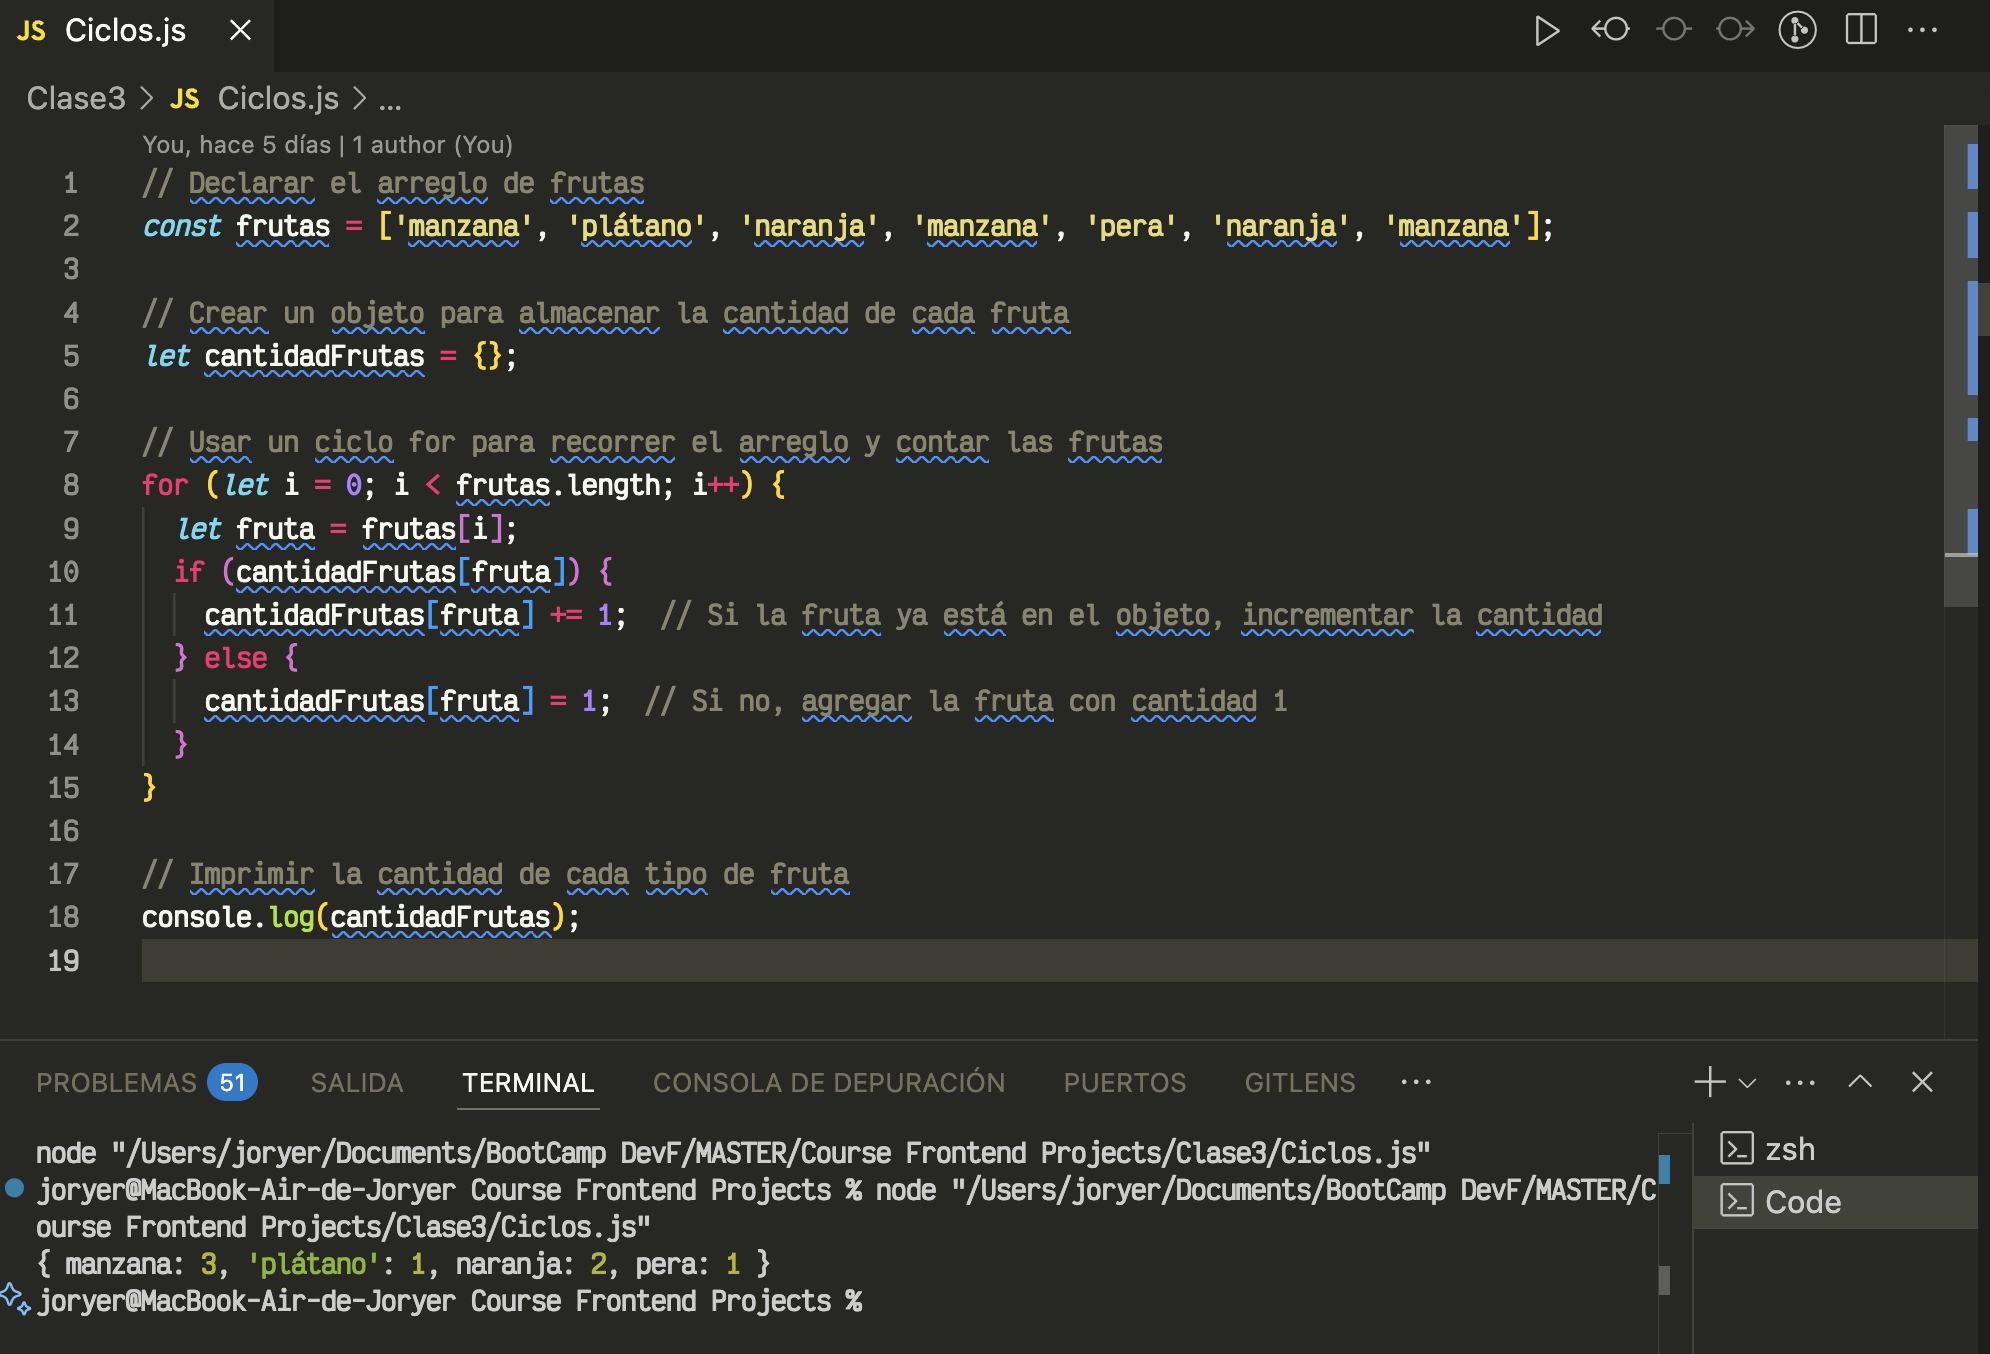 JS Ciclos.js
Clase3 > JS Ciclos.js > ...
You, hace 5 días | 1 author (You)
1 // Declarar el arreglo de frutas
2 const frutas = ['manzana', 'plátano', 'naranja', 'manzana', 'pera', 'naranja', 'manzana'];
3
4 // Crear un objeto para almacenar la cantidad de cada fruta
5 let cantidadFrutas = {};
6
7 // Usar un ciclo for para recorrer el arreglo y contar las frutas
8 for (let i = 0; i < frutas.length; i++) {
9 let fruta = frutas[i];
10 if (cantidadFrutas[fruta]) {
11 cantidadFrutas[fruta] += 1; // Si la fruta ya está en el objeto, incrementar la cantidad
12 } else {
13 cantidadFrutas[fruta] = 1; // Si no, agregar la fruta con cantidad 1
14 }
15 }
16
17 // Imprimir la cantidad de cada tipo de fruta
18 console.log(cantidadFrutas);
19
PROBLEMAS 51 SALIDA TERMINAL CONSOLA DE DEPURACIÓN PUERTOS GITLENS ...
node "/Users/joryer/Documents/BootCamp DevF/MASTER/Course Frontend Projects/Clase3/Ciclos.js"
joryer@MacBook-Air-de-Joryer Course Frontend Projects % node "/Users/joryer/Documents/BootCamp DevF/MASTER/C
ourse Frontend Projects/Clase3/Ciclos.js"
{ manzana: 3, 'plátano': 1, naranja: 2, pera: 1 }
joryer@MacBook-Air-de-Joryer Course Frontend Projects %
zsh
Code